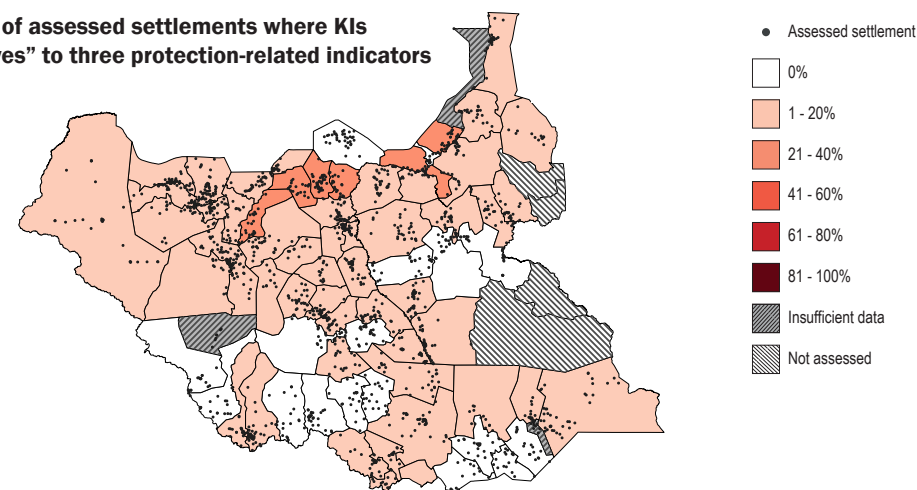 of assessed settlements where KIs
es” to three protection-related indicators
Assessed settlement
0%
1 - 20%
21 - 40%
41 - 60%
61 - 80%
81 - 100%
Insufficient data
Not assessed